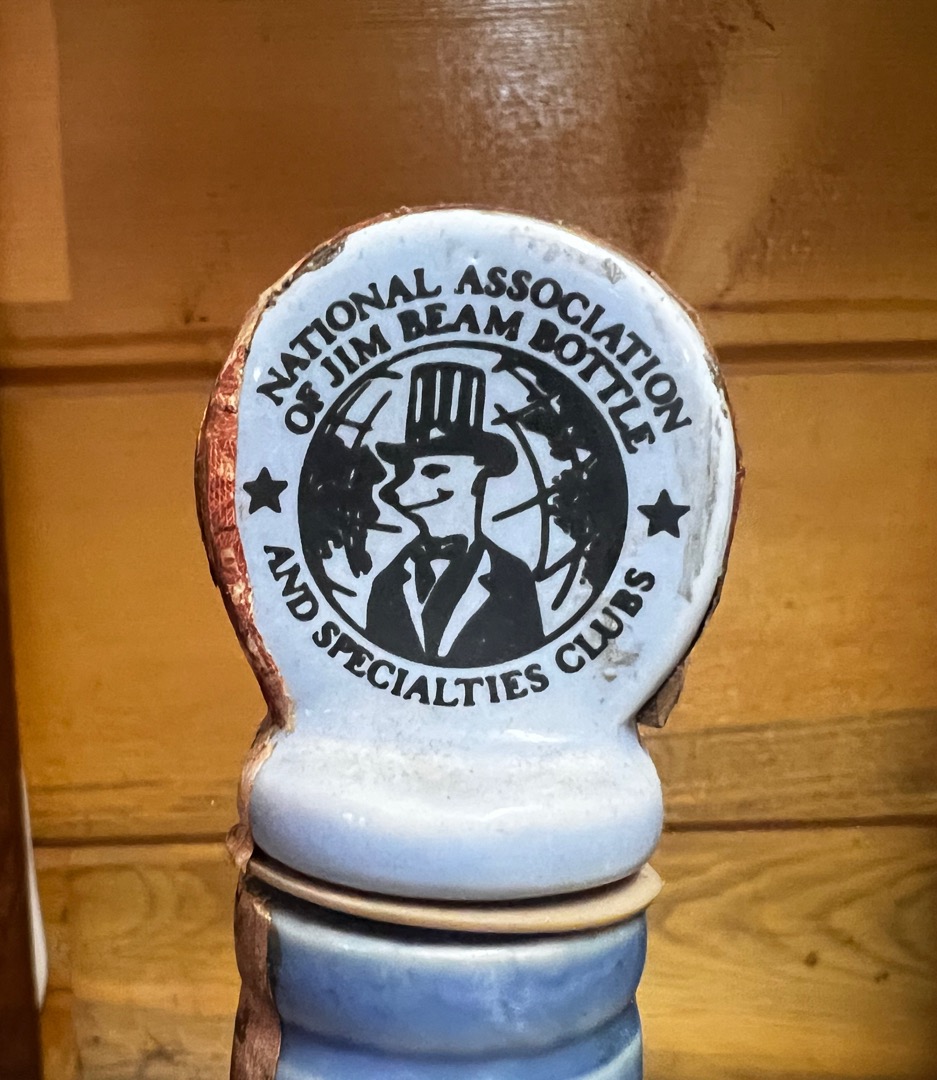 NATIONAL ASSOCIATION
OF JIM BEAM BOTTLE
AND SPECIALTIES CLUBS